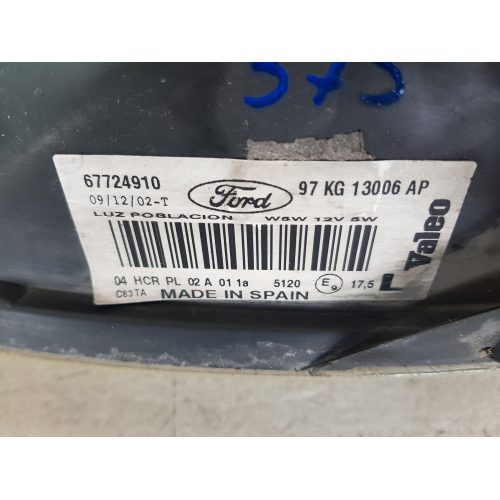 67724910 Ford 97 KG 13006 AP
09/12/02-T
LUZ POBLACION W5W 12V 5W
04 HCR PL 02 A 01 1a 5120 E9 17,5 L
C83TA MADE IN SPAIN
Valeo